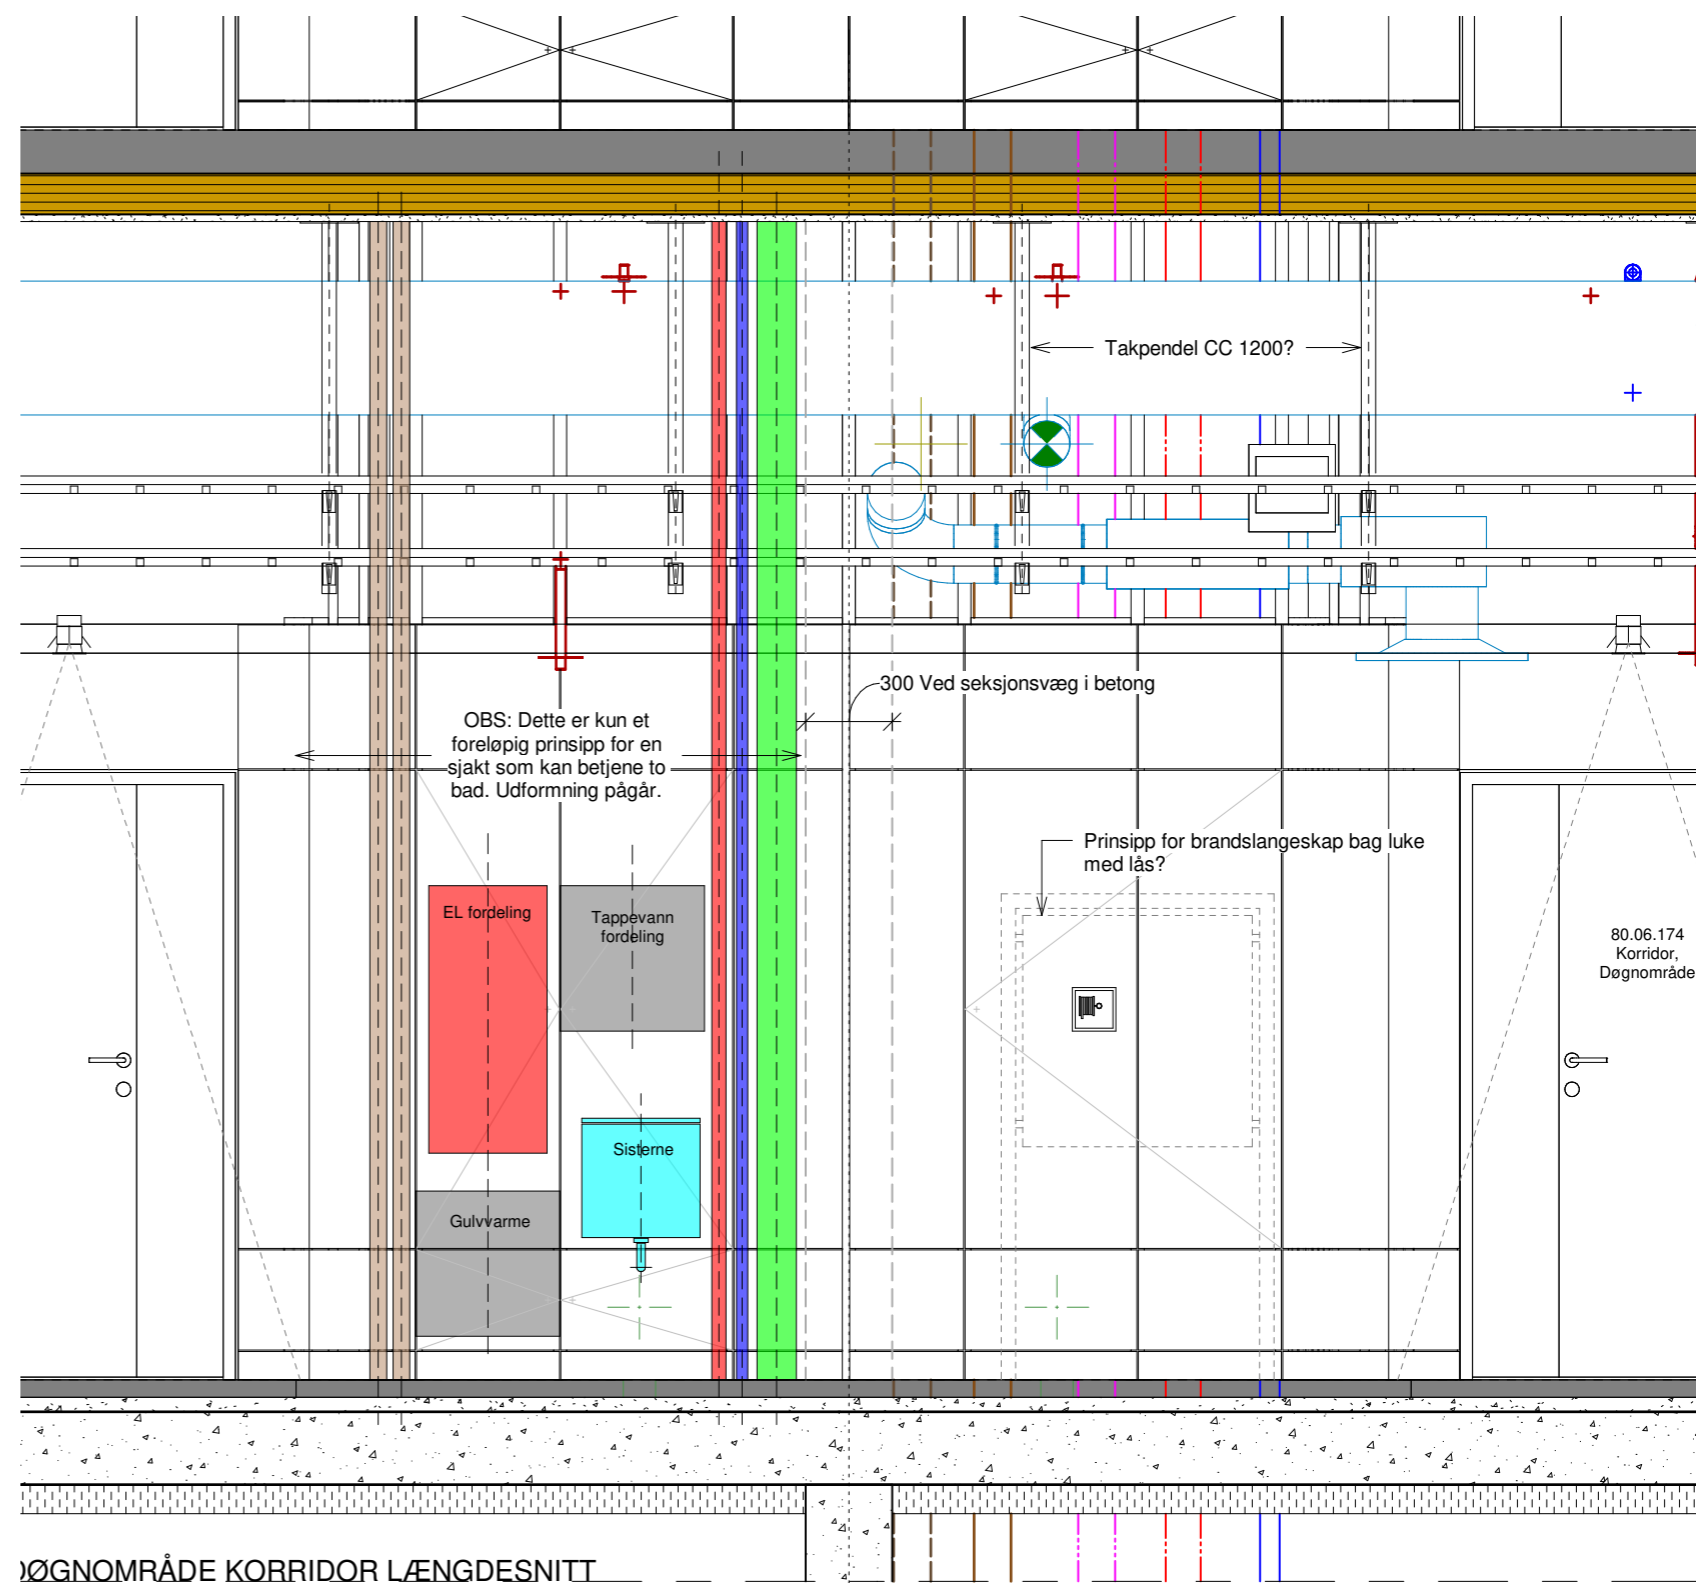 Takpendel CC 1200?
300 Ved seksjonsvæg i betong
OBS: Dette er kun et
foreløpig prinsipp for en
sjakt som kan betjene to
bad. Udformning pågår.
Prinsipp for brandslangeskap bag luke
med lås?
EL fordeling
Tappevann
fordeling
80.06.174
Korridor,
Døgnområde
Sisterne
Gulvvarme
DØGNOMRÅDE KORRIDOR LÆNGDESNITT